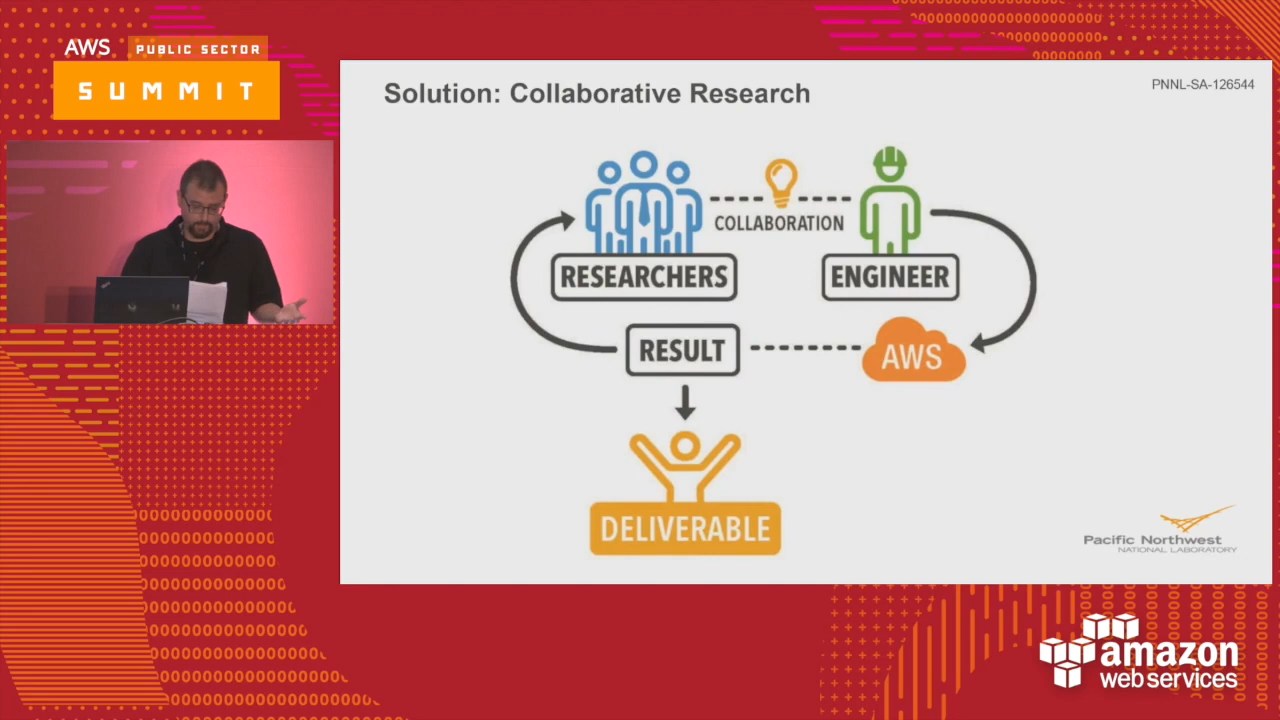 AWS PUBLIC SECTOR
SUMMIT
Solution: Collaborative Research
PNNL-SA-126544
COLLABORATION
RESEARCHERS
ENGINEER
RESULT
AWS
DELIVERABLE
Pacific Northwest
NATIONAL LABORATORY
amazon
web services